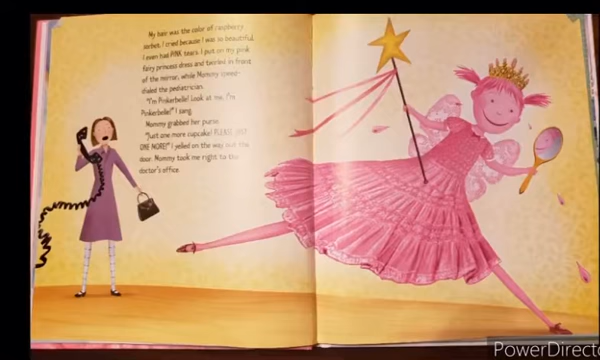 My hair was the color of raspberry
sorbet. I cried because I was so beautiful.
I even had PINK tears. I put on my pink
fairy princess dress and twirled in front
of the mirror, while Mommy speed-
dialed the pediatrician.
"I'm Pinkerbelle! Look at me, I'm
Pinkerbelle!" I sang.
Mommy grabbed her purse.
"Just one more cupcake! PLEASE, JUST
ONE MORE!" I yelled on the way out the
door. Mommy took me right to the
doctor's office.
PowerDirecto